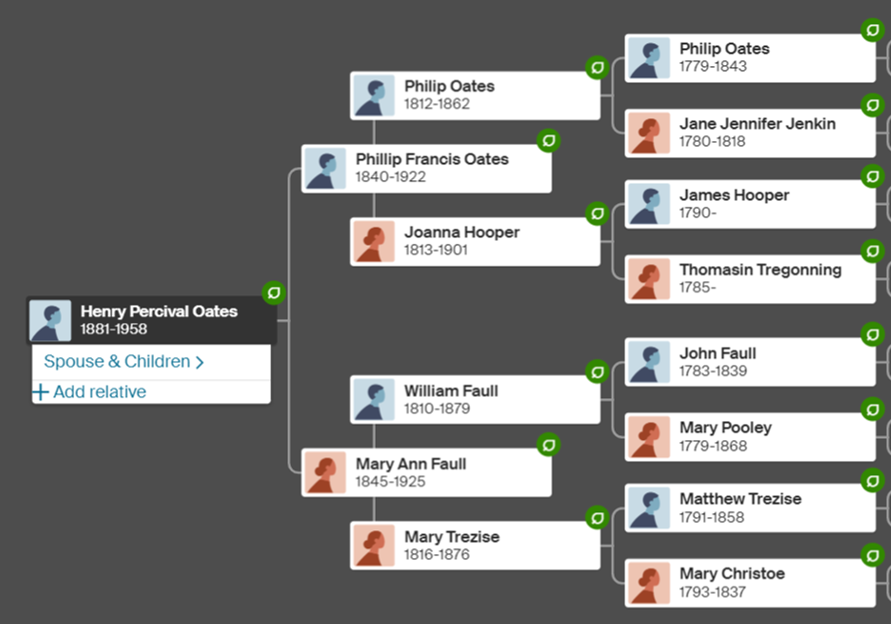 Philip Oates
1779-1843
Philip Oates
1812-1862
Jane Jennifer Jenkin
1780-1818
Phillip Francis Oates
1840-1922
James Hooper
1790-
Joanna Hooper
1813-1901
Thomasin Tregonning
1785-
Henry Percival Oates
1881-1958
Spouse & Children >
+ Add relative
John Faull
1783-1839
William Faull
1810-1879
Mary Pooley
1779-1868
Mary Ann Faull
1845-1925
Matthew Trezise
1791-1858
Mary Trezise
1816-1876
Mary Christoe
1793-1837